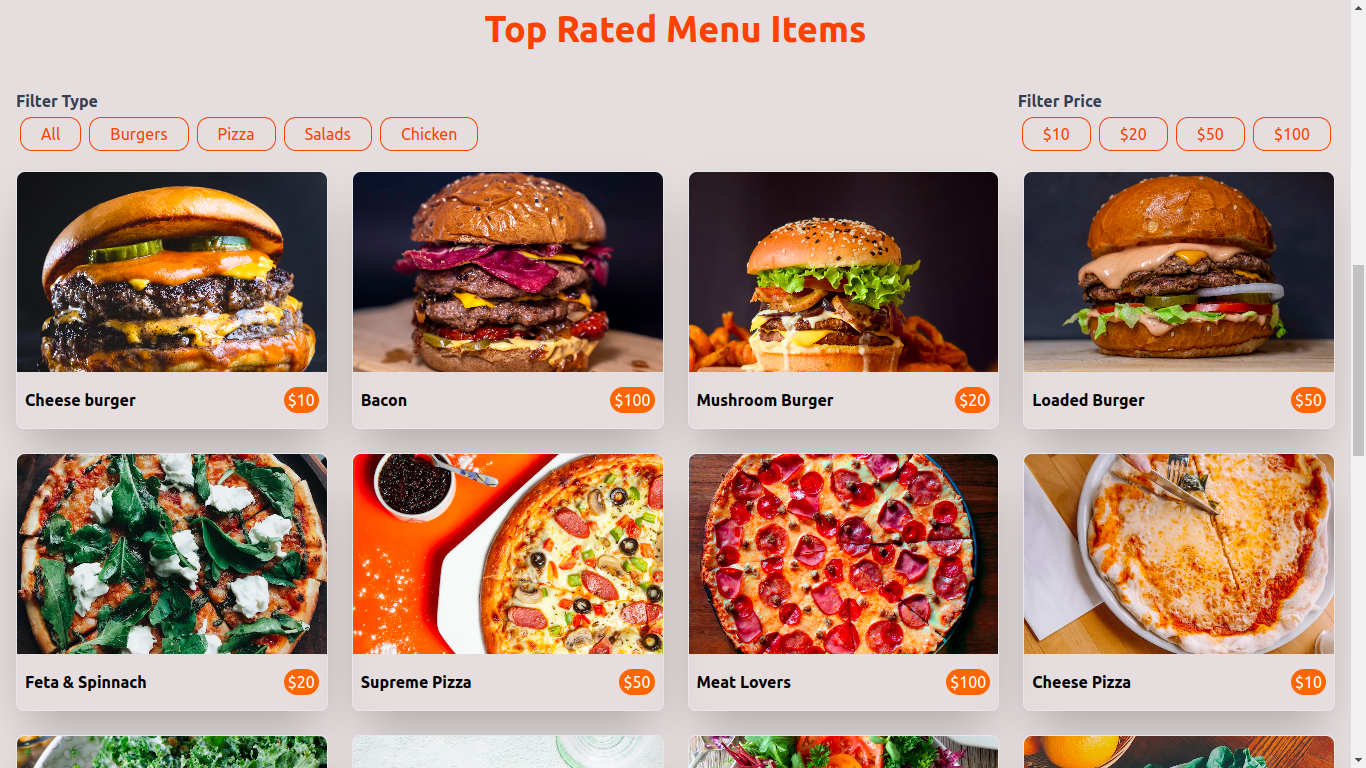 Top Rated Menu Items
Filter Type
Filter Price
All Burgers Pizza Salads Chicken
$10 $20 $50 $100
Cheese burger $10
Bacon $100
Mushroom Burger $20
Loaded Burger $50
Feta & Spinnach $20
Supreme Pizza $50
Meat Lovers $100
Cheese Pizza $10